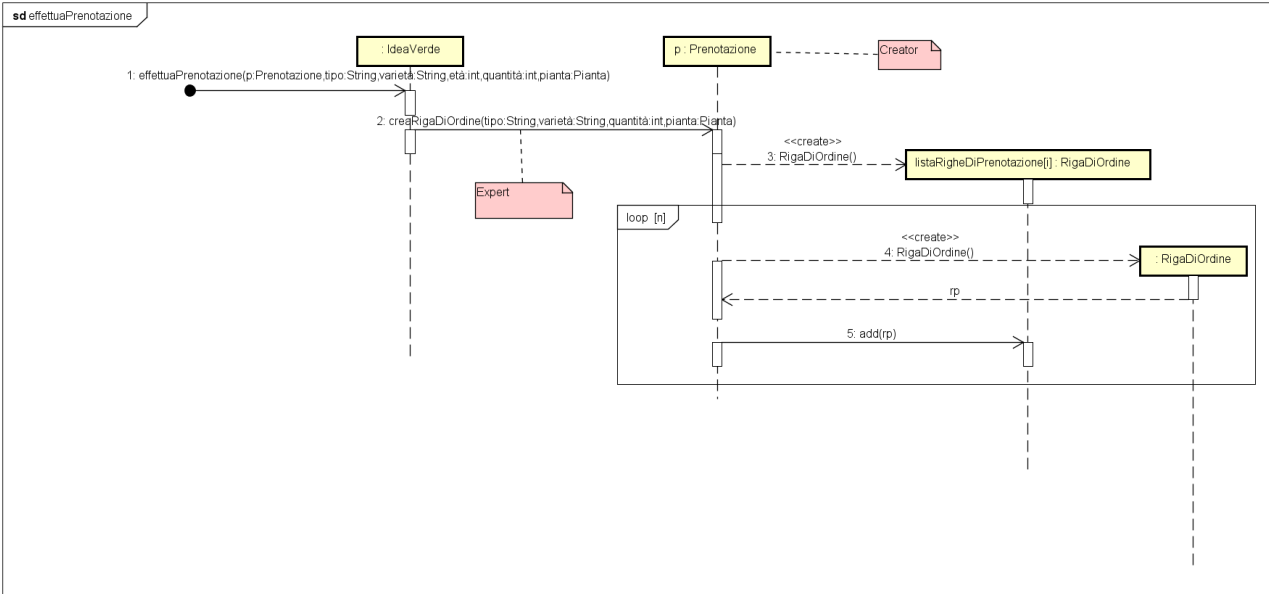 sd effettuaPrenotazione
: IdeaVerde
p : Prenotazione
Creator
1: effettuaPrenotazione(p:Prenotazione,tipo:String,varietà:String,età:int,quantità:int,pianta:Pianta)
2: creaRigaDiOrdine(tipo:String,varietà:String,quantità:int,pianta:Pianta)
<<create>>
3: RigaDiOrdine()
listaRigheDiPrenotazione[i] : RigaDiOrdine
Expert
loop [n]
<<create>>
4: RigaDiOrdine()
: RigaDiOrdine
rp
5: add(rp)